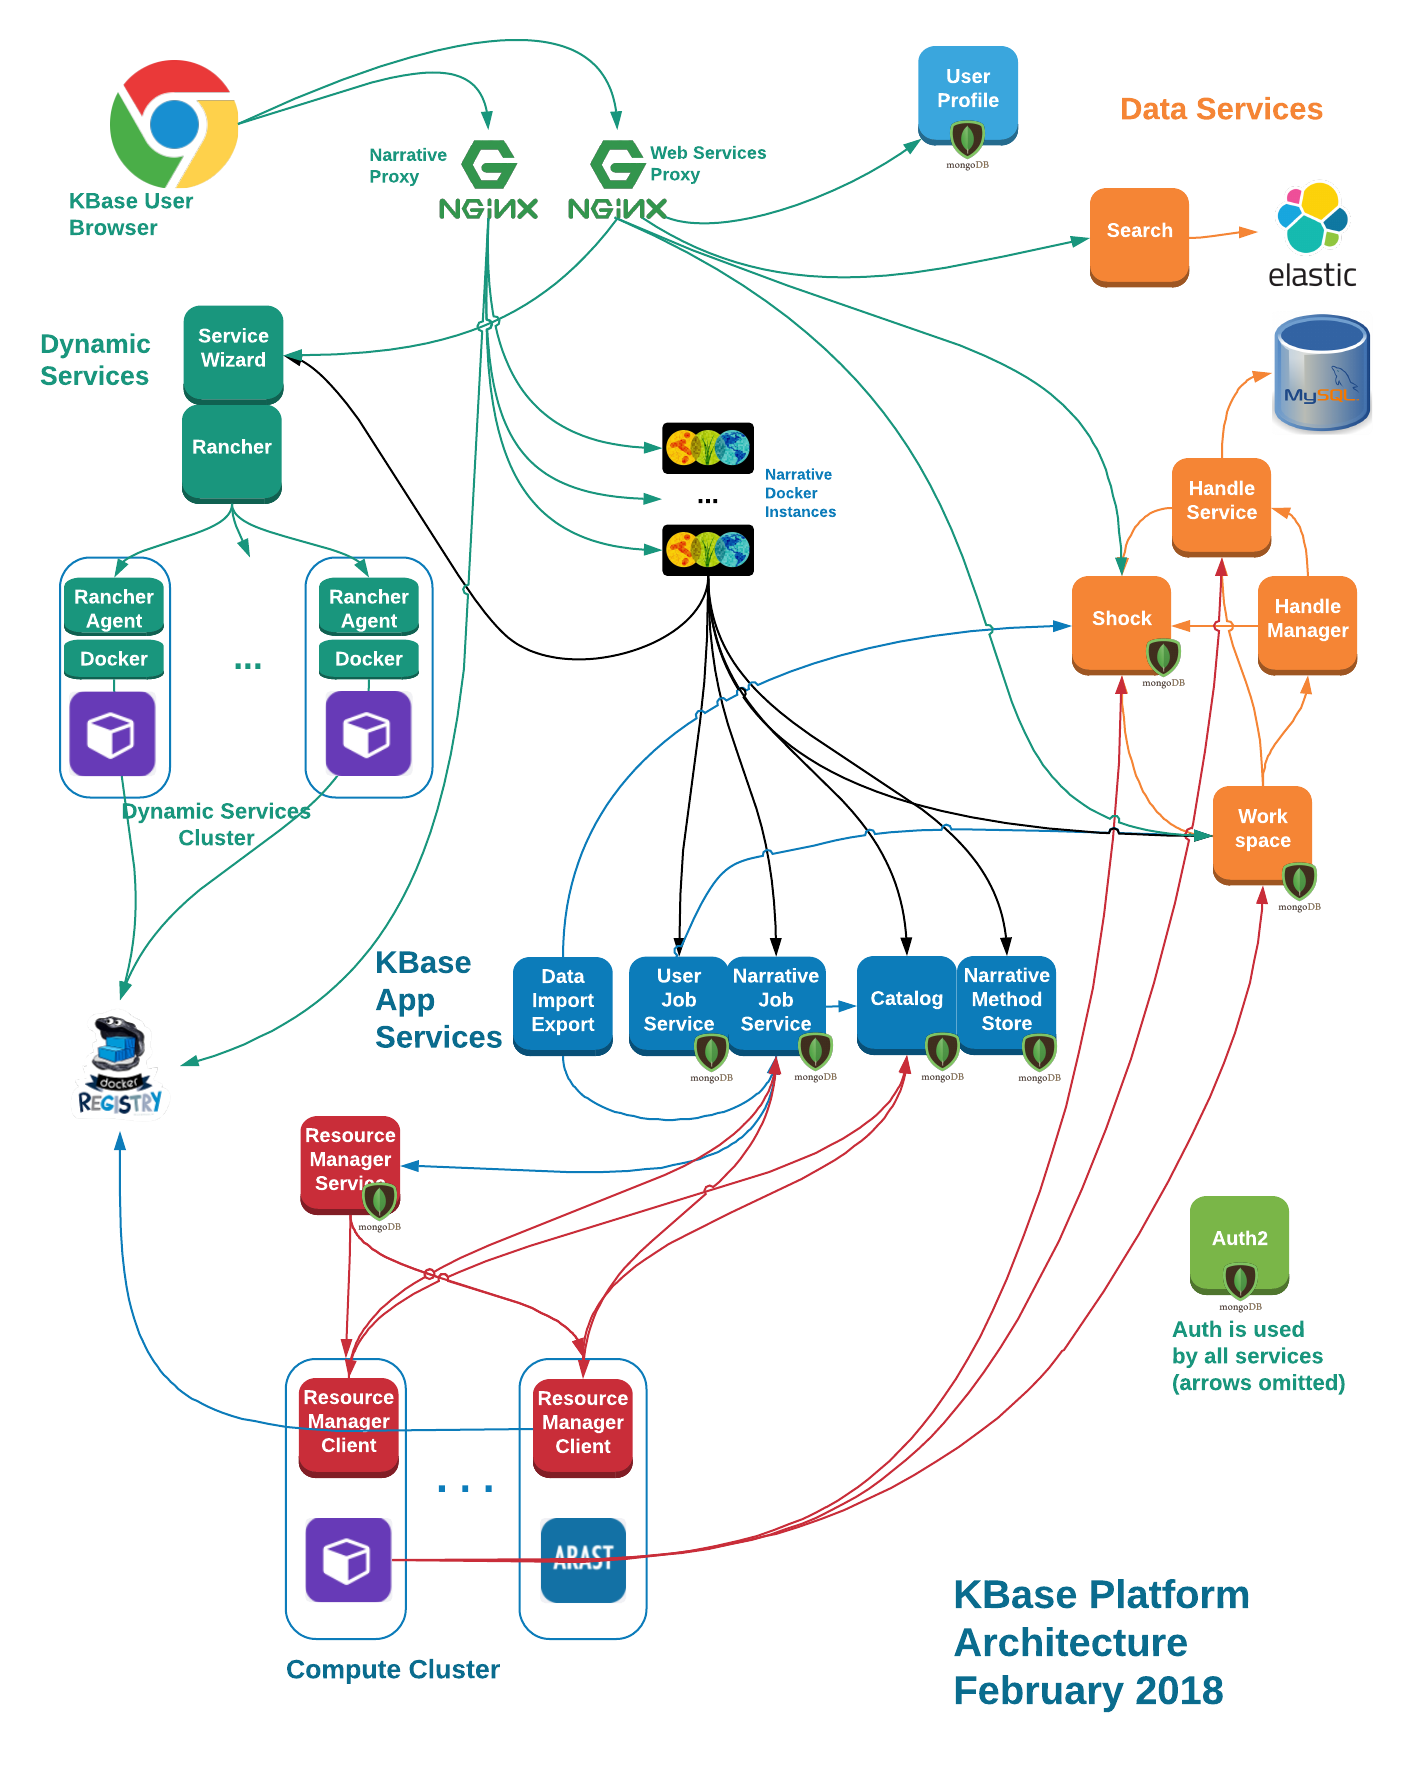 User
Profile
mongoDB
Data Services
Narrative
Proxy
NGiNX
Web Services
Proxy
NGiNX
KBase User
Browser
Search
elastic
Dynamic
Services
Service
Wizard
Rancher
MySQL
Narrative
Docker
Instances
...
Handle
Service
Rancher
Agent
Docker
...
Rancher
Agent
Docker
Shock
mongoDB
Handle
Manager
Dynamic Services
Cluster
Work
space
mongoDB
KBase
App
Services
Data
Import
Export
User
Job
Service
mongoDB
Narrative
Job
Service
mongoDB
Catalog
mongoDB
Narrative
Method
Store
mongoDB
docker
REGISTRY
Resource
Manager
Service
mongoDB
Auth2
mongoDB
Auth is used
by all services
(arrows omitted)
Resource
Manager
Client
...
Resource
Manager
Client
ARAST
Compute Cluster
KBase Platform
Architecture
February 2018